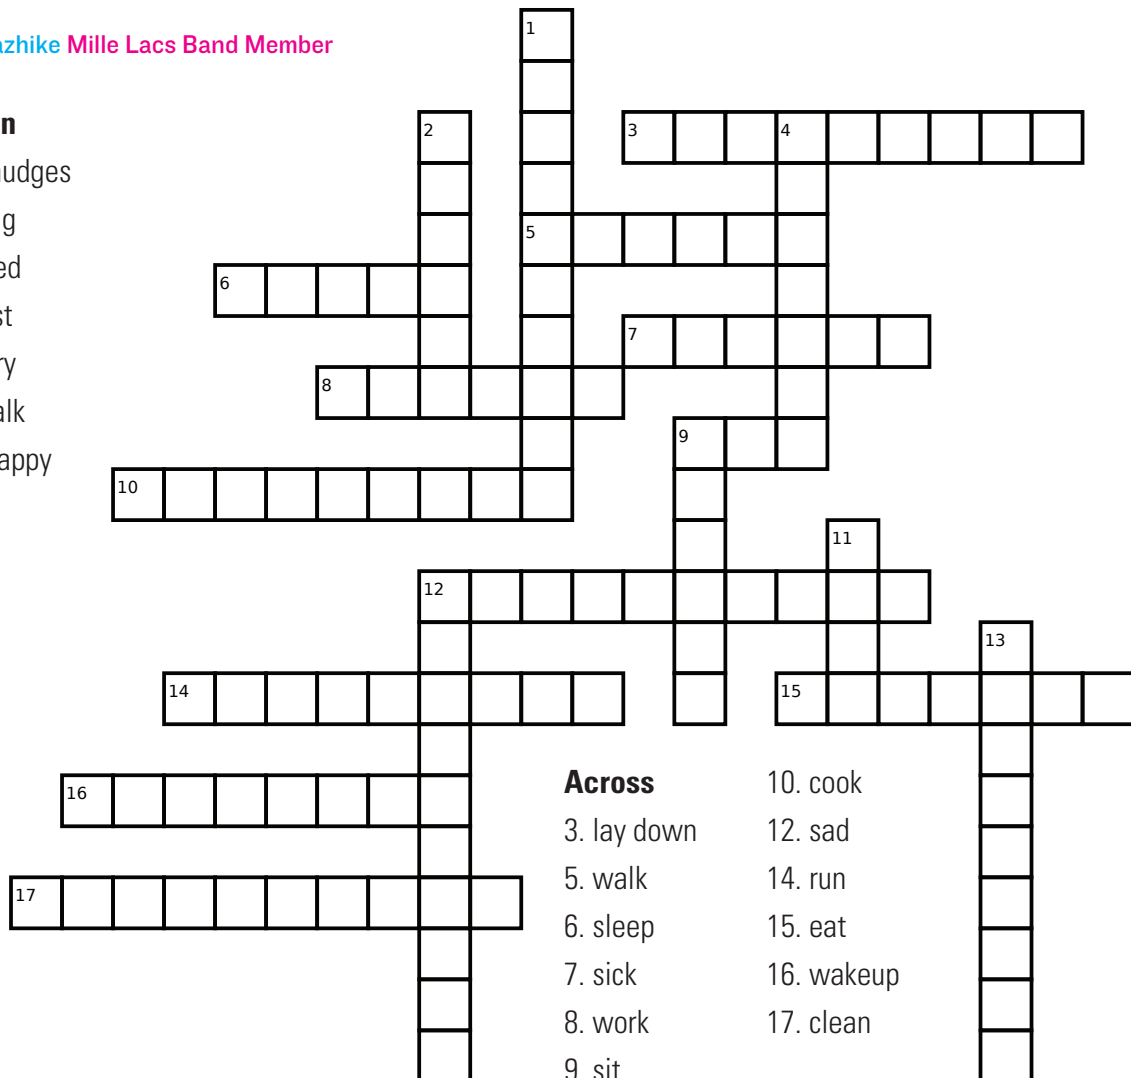 azhike Mille Lacs Band Member
n
udges
g
ed
st
ry
alk
appy
1
2
3 4
5
6
7
8
9
10
11
12
13
14
15
16
17
Across
3. lay down
5. walk
6. sleep
7. sick
8. work
9. sit
10. cook
12. sad
14. run
15. eat
16. wakeup
17. clean